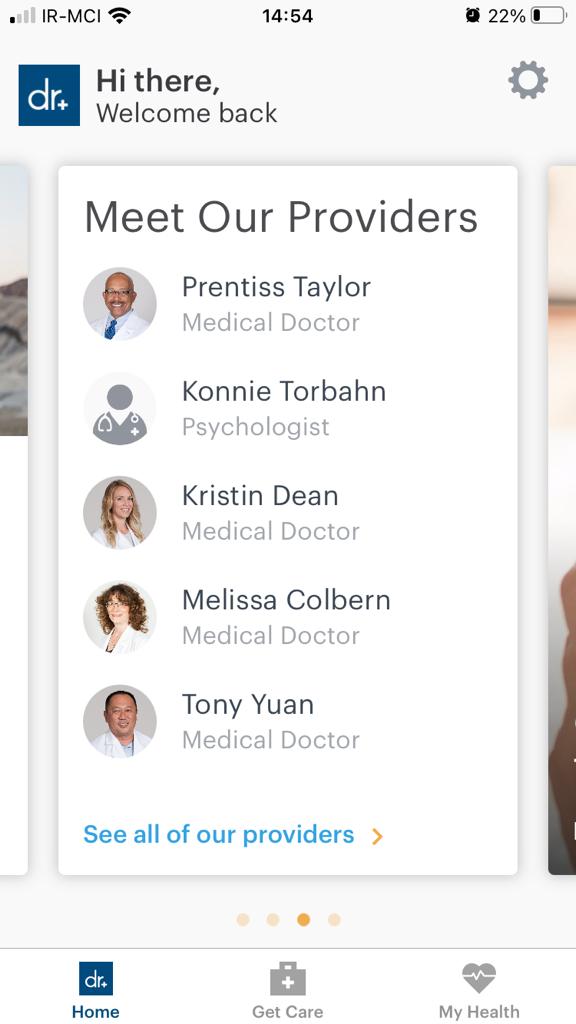 IR-MCI
14:54
22%
dr+
Hi there,
Welcome back
Meet Our Providers
Prentiss Taylor
Medical Doctor
Konnie Torbahn
Psychologist
Kristin Dean
Medical Doctor
Melissa Colbern
Medical Doctor
Tony Yuan
Medical Doctor
See all of our providers
dr+
Home
Get Care
My Health